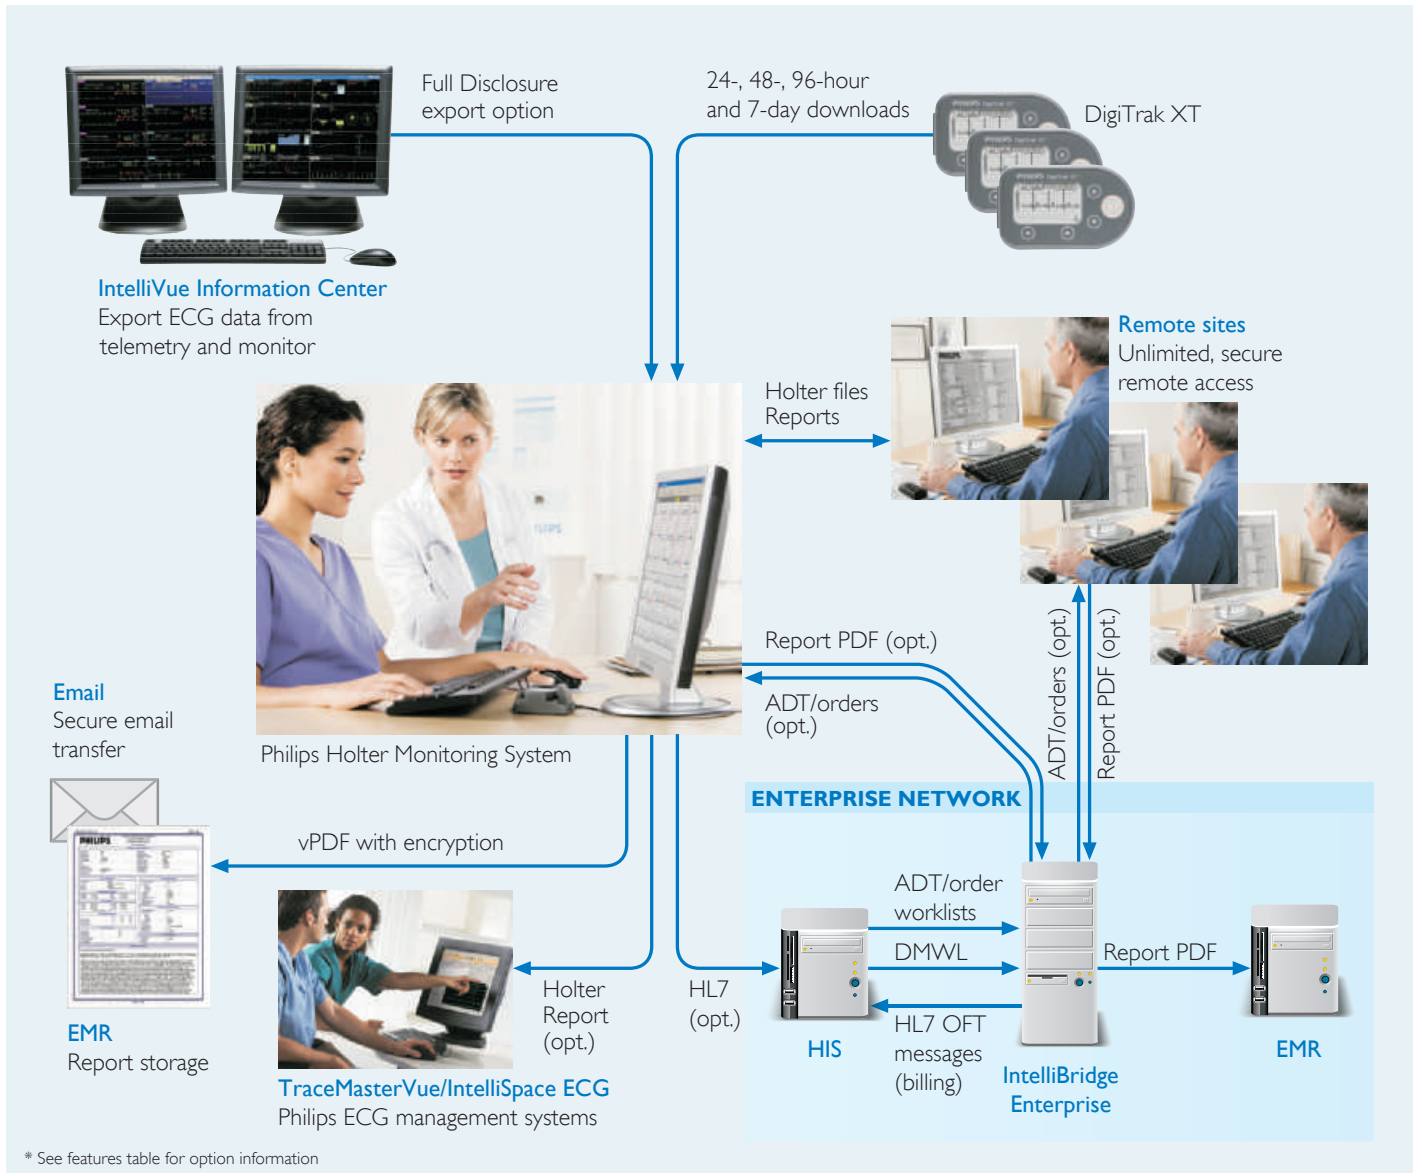 Full Disclosure
export option
24-, 48-, 96-hour
and 7-day downloads
DigiTrak XT
IntelliVue Information Center
Export ECG data from
telemetry and monitor
Remote sites
Unlimited, secure
remote access
Holter files
Reports
Report PDF (opt.)
ADT/orders
(opt.)
ADT/orders (opt.)
Report PDF (opt.)
Email
Secure email
transfer
Philips Holter Monitoring System
ENTERPRISE NETWORK
PHILIPS
vPDF with encryption
ADT/order
worklists
DMWL
Report PDF
Holter
Report
(opt.)
HL7
(opt.)
HL7 OFT
messages
(billing)
HIS
IntelliBridge
Enterprise
EMR
EMR
Report storage
TraceMasterVue/IntelliSpace ECG
Philips ECG management systems
* See features table for option information